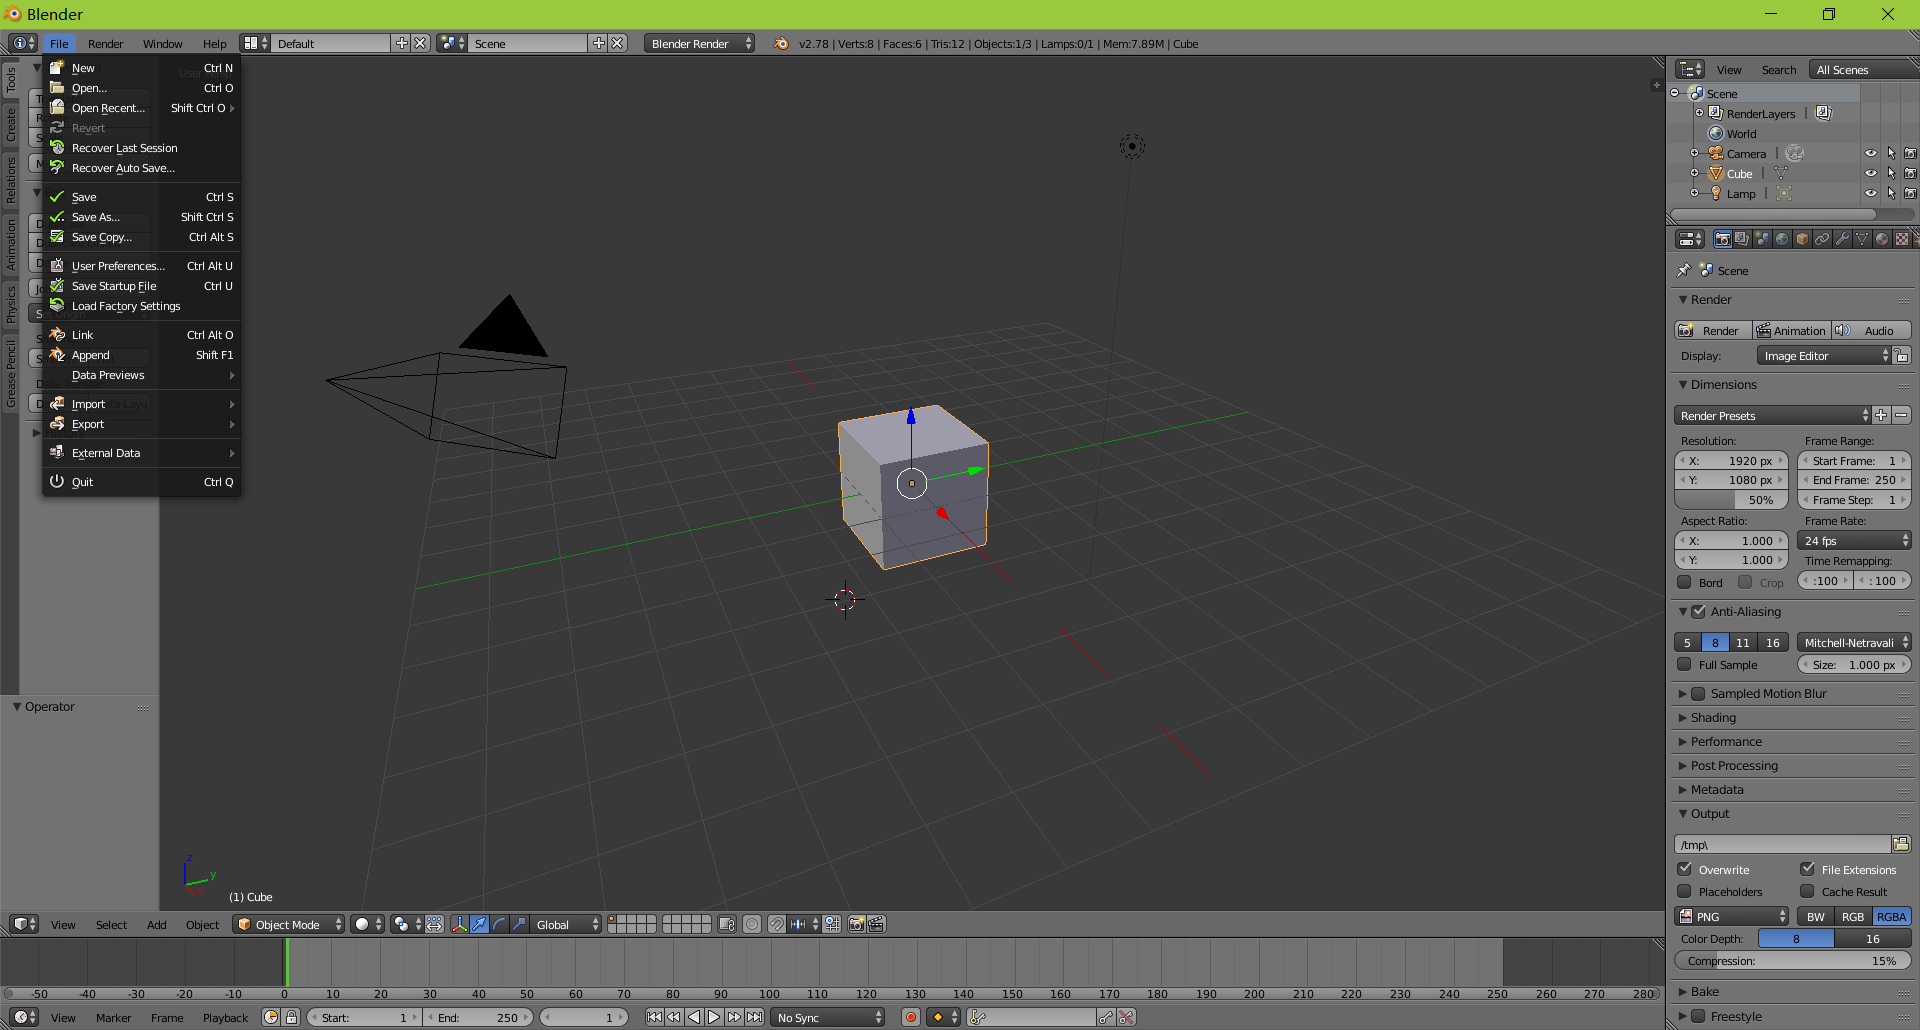 Blender
File Render Window Help Default Scene Blender Render v2.78 | Verts:8 | Faces:6 | Tris:12 | Objects:1/3 | Lamps:0/1 | Mem:7.89M | Cube
New Ctrl N
Open... Ctrl O
Open Recent... Shift Ctrl O
Revert
Recover Last Session
Recover Auto Save...
Save Ctrl S
Save As... Shift Ctrl S
Save Copy... Ctrl Alt S
User Preferences... Ctrl Alt U
Save Startup File Ctrl U
Load Factory Settings
Link Ctrl Alt O
Append Shift F1
Data Previews
Import
Export
External Data
Quit Ctrl Q
Tools
Create
Relations
Animation
Physics
Grease Pencil
Operator
z
y
x
(1) Cube
View Select Add Object Object Mode Global
-50 -40 -30 -20 -10 0 10 20 30 40 50 60 70 80 90 100 110 120 130 140 150 160 170 180 190 200 210 220 230 240 250 260 270 280
View Marker Frame Playback Start: 1 End: 250 1 No Sync
View Search All Scenes
Scene
RenderLayers |
World
Camera |
Cube |
Lamp |
Scene
Render
Render Animation Audio
Display: Image Editor
Dimensions
Render Presets
Resolution: Frame Range:
X: 1920 px Start Frame: 1
Y: 1080 px End Frame: 250
50% Frame Step: 1
Aspect Ratio: Frame Rate:
X: 1.000 24 fps
Y: 1.000 Time Remapping:
Bord Crop :100 : 100
Anti-Aliasing
5 8 11 16 Mitchell-Netravali
Full Sample Size: 1.000 px
Sampled Motion Blur
Shading
Performance
Post Processing
Metadata
Output
/tmp\
Overwrite File Extensions
Placeholders Cache Result
PNG BW RGB RGBA
Color Depth: 8 16
Compression: 15%
Bake
Freestyle